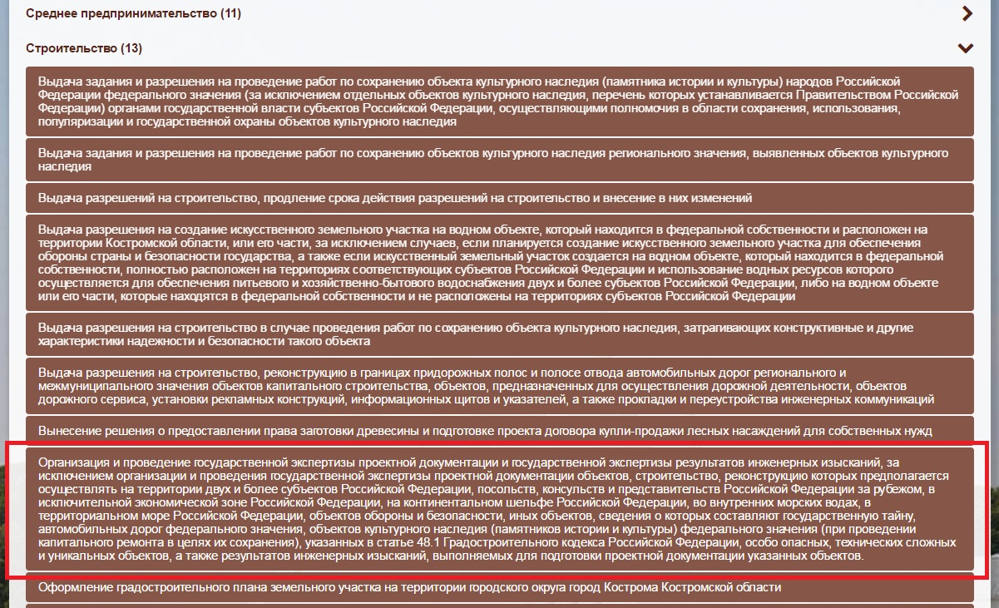 Среднее предпринимательство (11)
Строительство (13)
Выдача задания и разрешения на проведение работ по сохранению объекта культурного наследия (памятника истории и культуры) народов Российской
Федерации федерального значения (за исключением отдельных объектов культурного наследия, перечень которых устанавливается Правительством Российской
Федерации) органами государственной власти субъектов Российской Федерации, осуществляющими полномочия в области сохранения, использования,
популяризации и государственной охраны объектов культурного наследия
Выдача задания и разрешения на проведение работ по сохранению объектов культурного наследия регионального значения, выявленных объектов культурного
наследия
Выдача разрешений на строительство, продление срока действия разрешений на строительство и внесение в них изменений
Выдача разрешения на создание искусственного земельного участка на водном объекте, который находится в федеральной собственности и расположен на
территории Костромской области, или его части, за исключением случаев, если планируется создание искусственного земельного участка для обеспечения
обороны страны и безопасности государства, а также если искусственный земельный участок создается на водном объекте, который находится в федеральной
собственности, полностью расположен на территориях соответствующих субъектов Российской Федерации и использование водных ресурсов которого
осуществляется для обеспечения питьевого и хозяйственно-бытового водоснабжения двух и более субъектов Российской Федерации, либо на водном объекте
или его части, которые находятся в федеральной собственности и не расположены на территориях субъектов Российской Федерации
Выдача разрешения на строительство в случае проведения работ по сохранению объекта культурного наследия, затрагивающих конструктивные и другие
характеристики надежности и безопасности такого объекта
Выдача разрешения на строительство, реконструкцию в границах придорожных полос и полосе отвода автомобильных дорог регионального и
межмуниципального значения объектов капитального строительства, объектов, предназначенных для осуществления дорожной деятельности, объектов
дорожного сервиса, установки рекламных конструкций, информационных щитов и указателей, а также прокладки и переустройства инженерных коммуникаций
Вынесение решения о предоставлении права заготовки древесины и подготовке проекта договора купли-продажи лесных насаждений для собственных нужд
Организация и проведение государственной экспертизы проектной документации и государственной экспертизы результатов инженерных изысканий, за
исключением организации и проведения государственной экспертизы проектной документации объектов, строительство, реконструкцию которых предполагается
осуществлять на территории двух и более субъектов Российской Федерации, посольств, консульств и представительств Российской Федерации за рубежом, в
исключительной экономической зоне Российской Федерации, на континентальном шельфе Российской Федерации, во внутренних морских водах, в
территориальном море Российской Федерации, объектов обороны и безопасности, иных объектов, сведения о которых составляют государственную тайну,
автомобильных дорог федерального значения, объектов культурного наследия (памятников истории и культуры) федерального значения (при проведении
капитального ремонта в целях их сохранения), указанных в статье 48.1 Градостроительного кодекса Российской Федерации, особо опасных, технических сложных
и уникальных объектов, а также результатов инженерных изысканий, выполняемых для подготовки проектной документации указанных объектов.
Оформление градостроительного плана земельного участка на территории городского округа город Кострома Костромской области